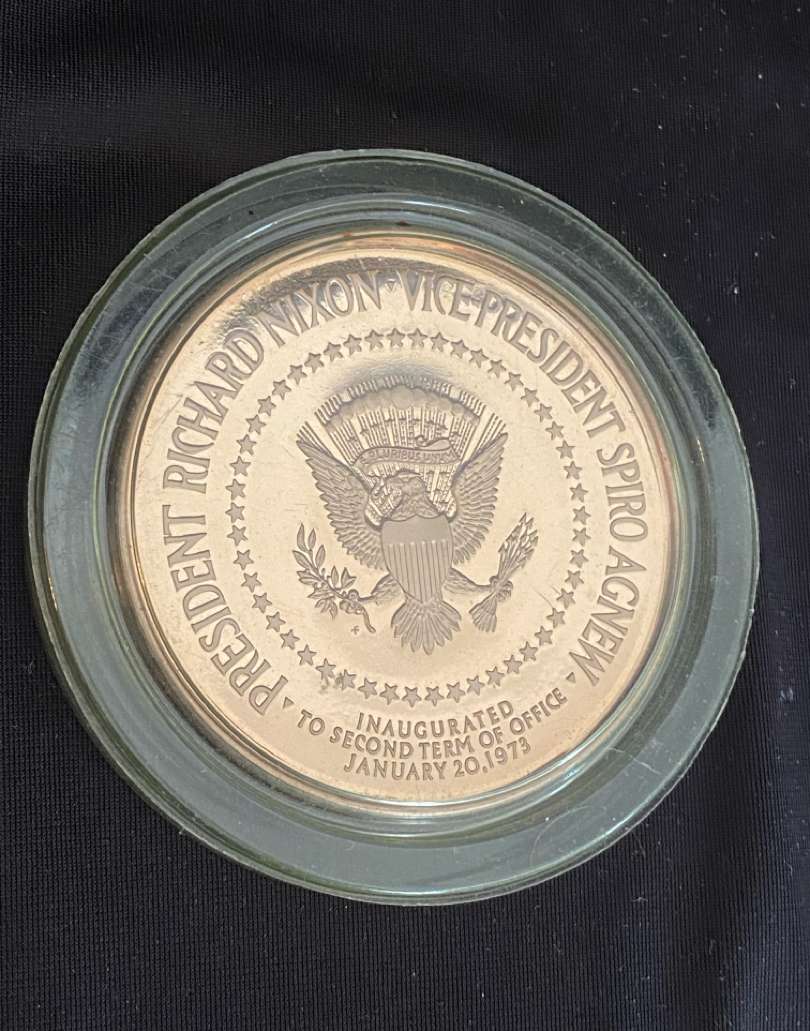 PRESIDENT RICHARD NIXON · VICE-PRESIDENT SPIRO AGNEW
PLURIBUS UNUM
INAUGURATED
TO SECOND TERM OF OFFICE
JANUARY 20, 1973